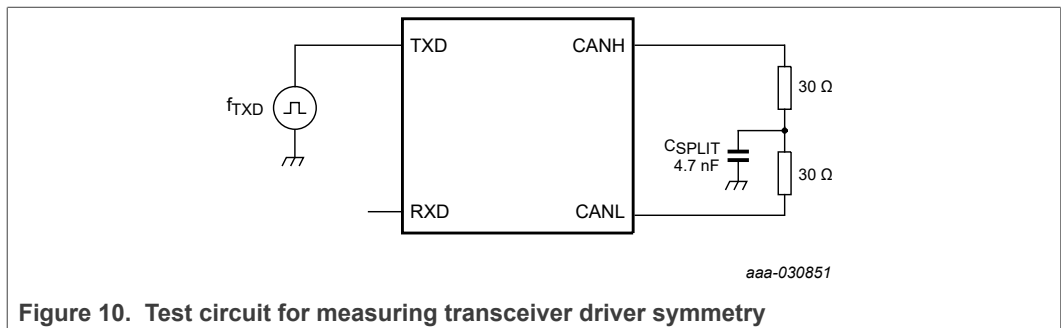 TXD
CANH
30 Ω
fTXD
CSPLIT
4.7 nF
30 Ω
RXD
CANL
aaa-030851
Figure 10. Test circuit for measuring transceiver driver symmetry